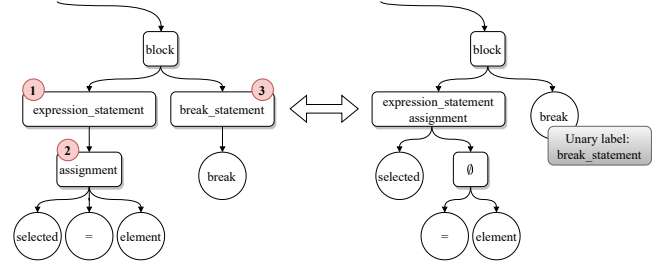 block
block
1
3
expression_statement
break_statement
expression_statement
assignment
break
Unary label:
break_statement
2
assignment
break
selected
∅
selected
=
element
=
element